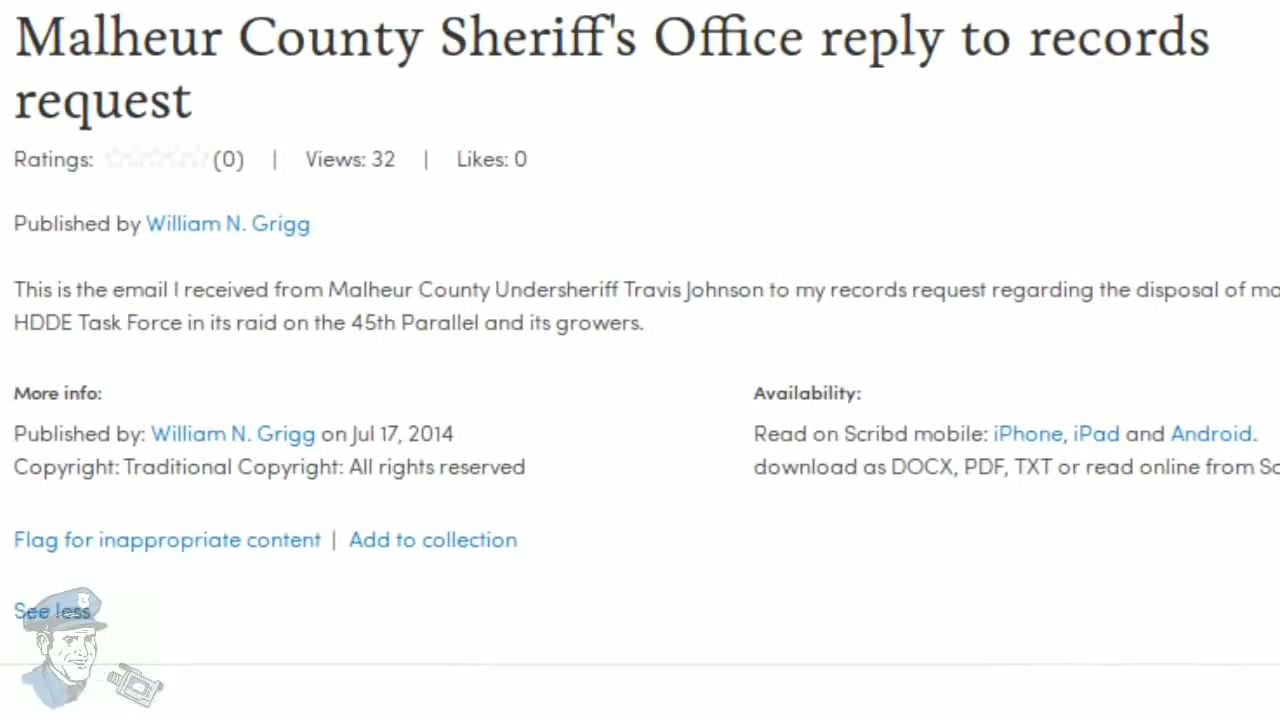 Malheur County Sheriff's Office reply to records
request
Ratings: (0) | Views: 32 | Likes: 0
Published by William N. Grigg
This is the email I received from Malheur County Undersheriff Travis Johnson to my records request regarding the disposal of
HDDE Task Force in its raid on the 45th Parallel and its growers.
More info:
Published by: William N. Grigg on Jul 17, 2014
Copyright: Traditional Copyright: All rights reserved
Availability:
Read on Scribd mobile: iPhone, iPad and Android.
download as DOCX, PDF, TXT or read online from
Flag for inappropriate content | Add to collection
See less